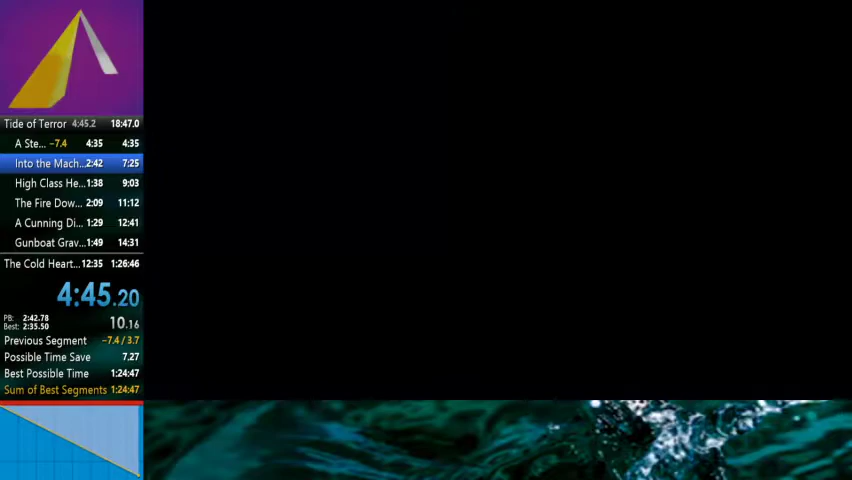 Tide of Terror 4:45.2 18:47.0
A Ste... −7.4 4:35 4:35
Into the Mach... 2:42 7:25
High Class He... 1:38 9:03
The Fire Dow... 2:09 11:12
A Cunning Di... 1:29 12:41
Gunboat Grav... 1:49 14:31
The Cold Heart... 12:35 1:26:46
4:45.20
PB: 2:42.78
Best: 2:35.50
10.16
Previous Segment −7.4 / 3.7
Possible Time Save 7.27
Best Possible Time 1:24:47
Sum of Best Segments 1:24:47